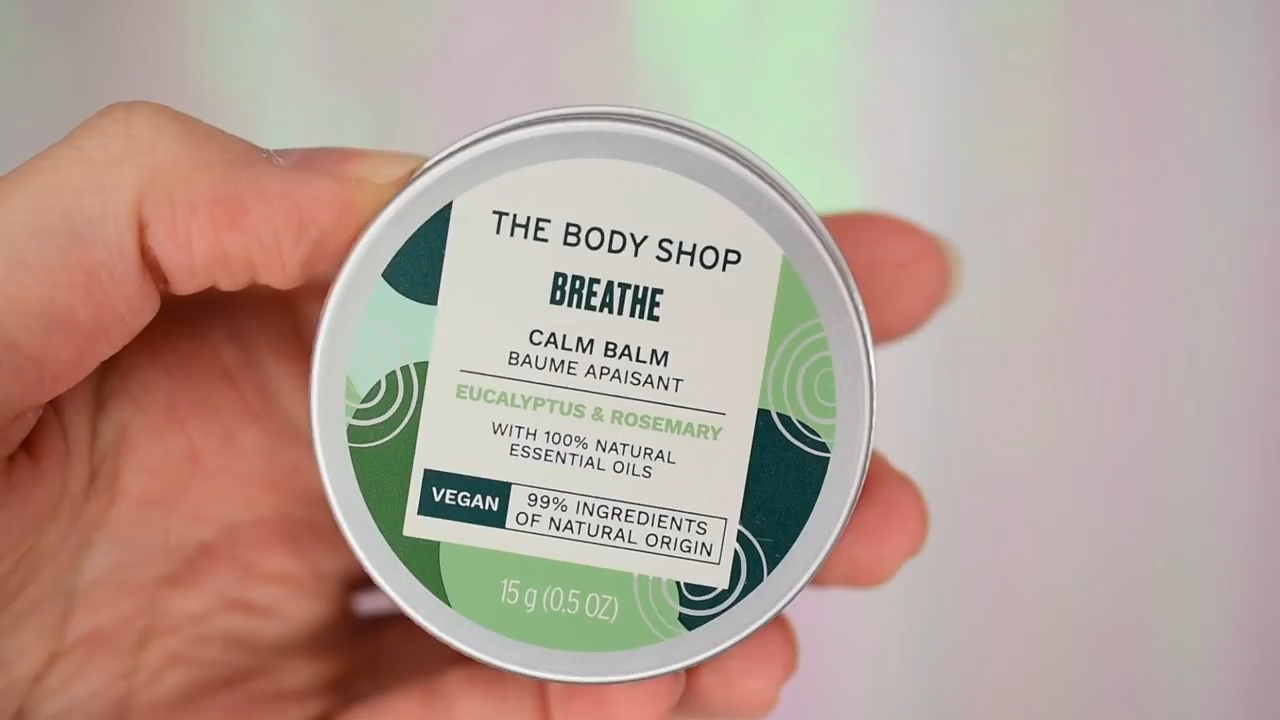 THE BODY SHOP
BREATHE
CALM BALM
BAUME APAISANT
EUCALYPTUS & ROSEMARY
WITH 100% NATURAL
ESSENTIAL OILS
VEGAN
99% INGREDIENTS
OF NATURAL ORIGIN
15 g (0.5 OZ)